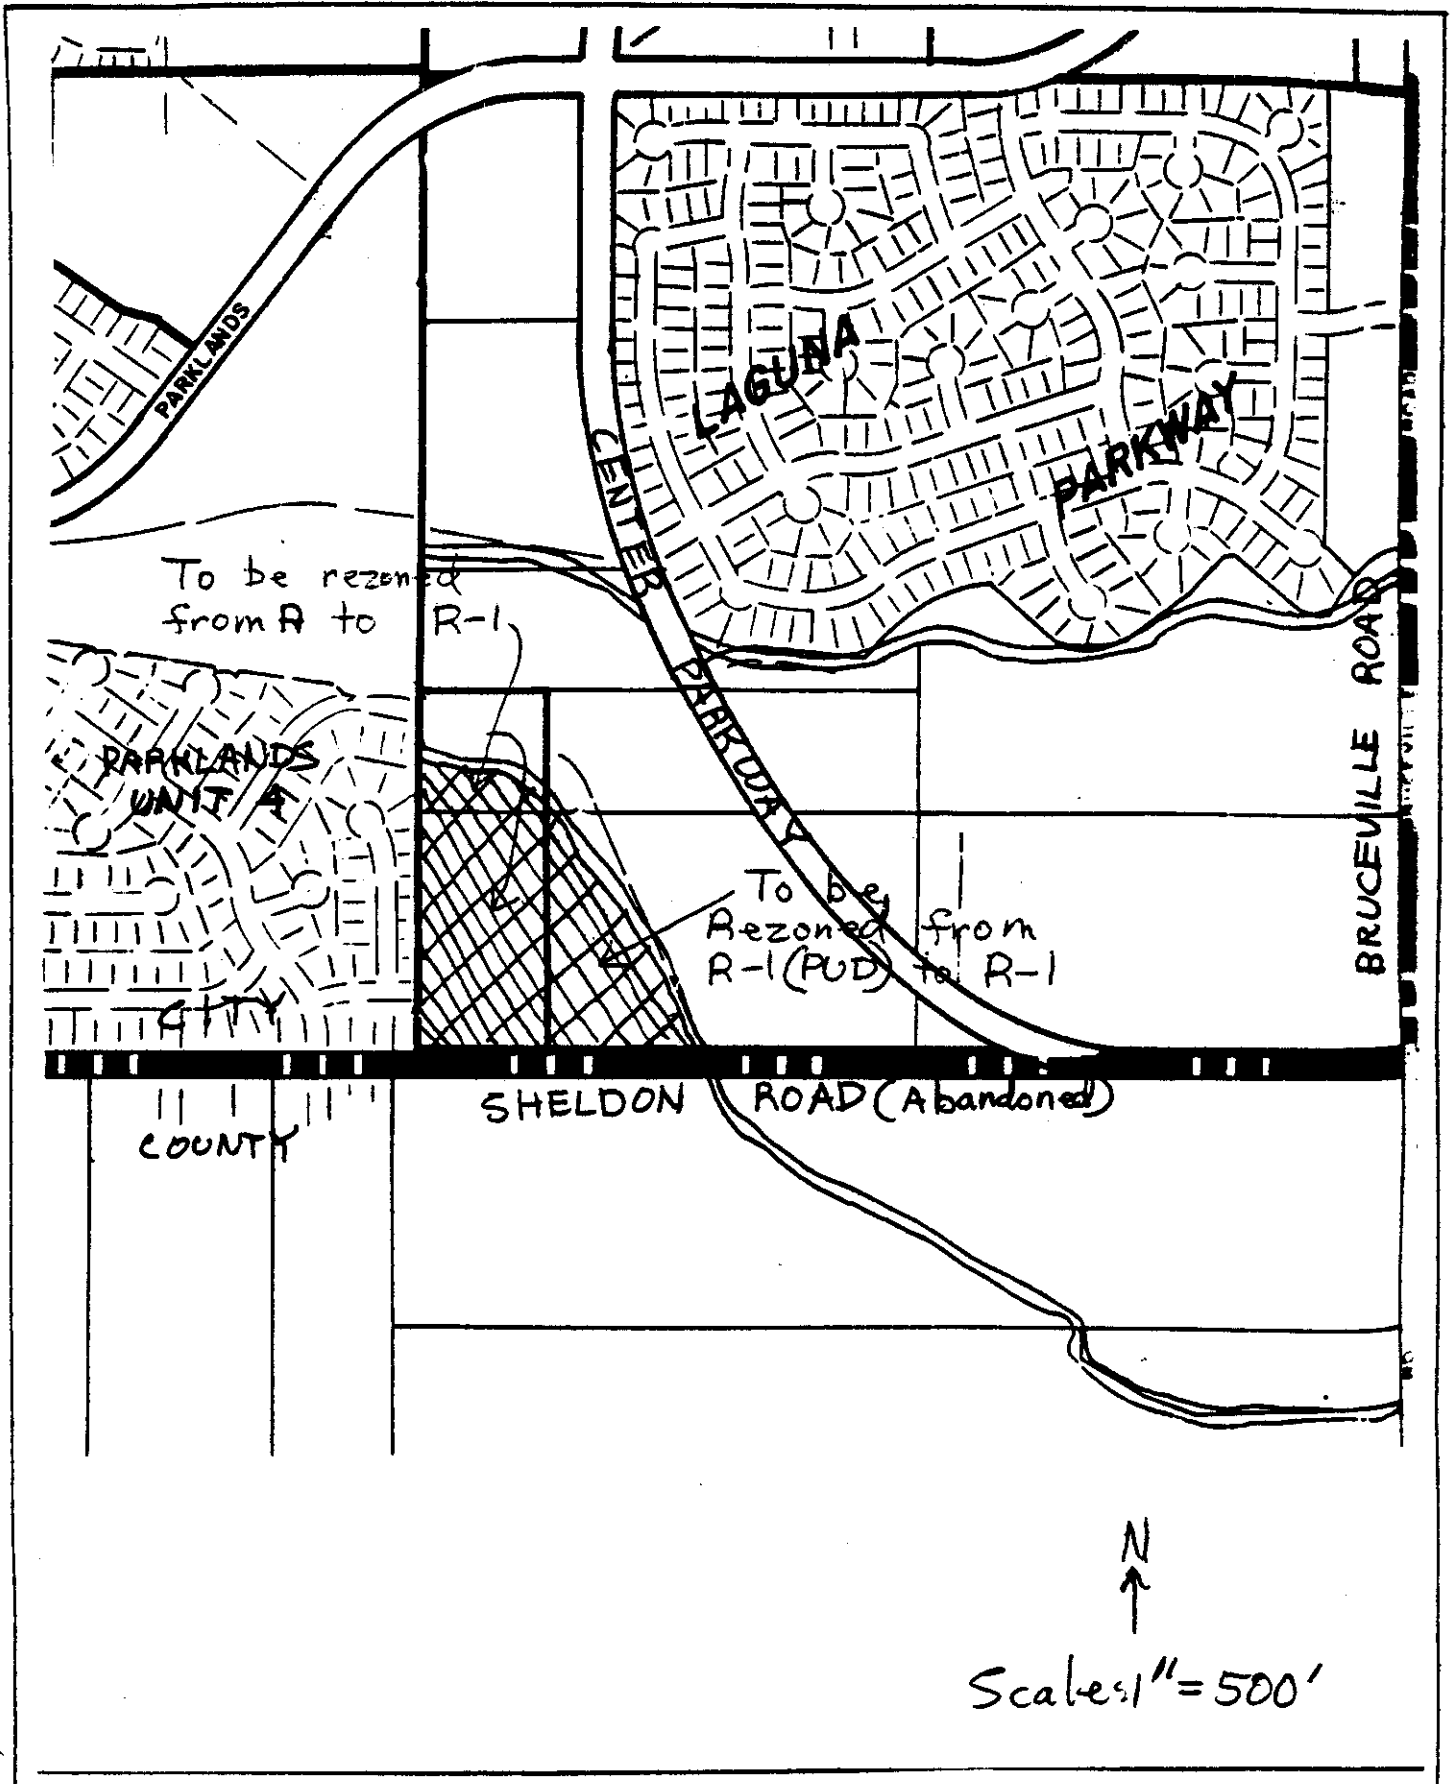 PARKLANDS
LAGUNA
PARKWAY
CENTER
PARKWAY
To be rezoned
from A to R-1
PARKLANDS
UNIT 4
To be
Rezoned from
R-1(PUD) to R-1
BRUCEVILLE ROAD
CITY
SHELDON ROAD (Abandoned)
COUNTY
N
Scale: 1" = 500'